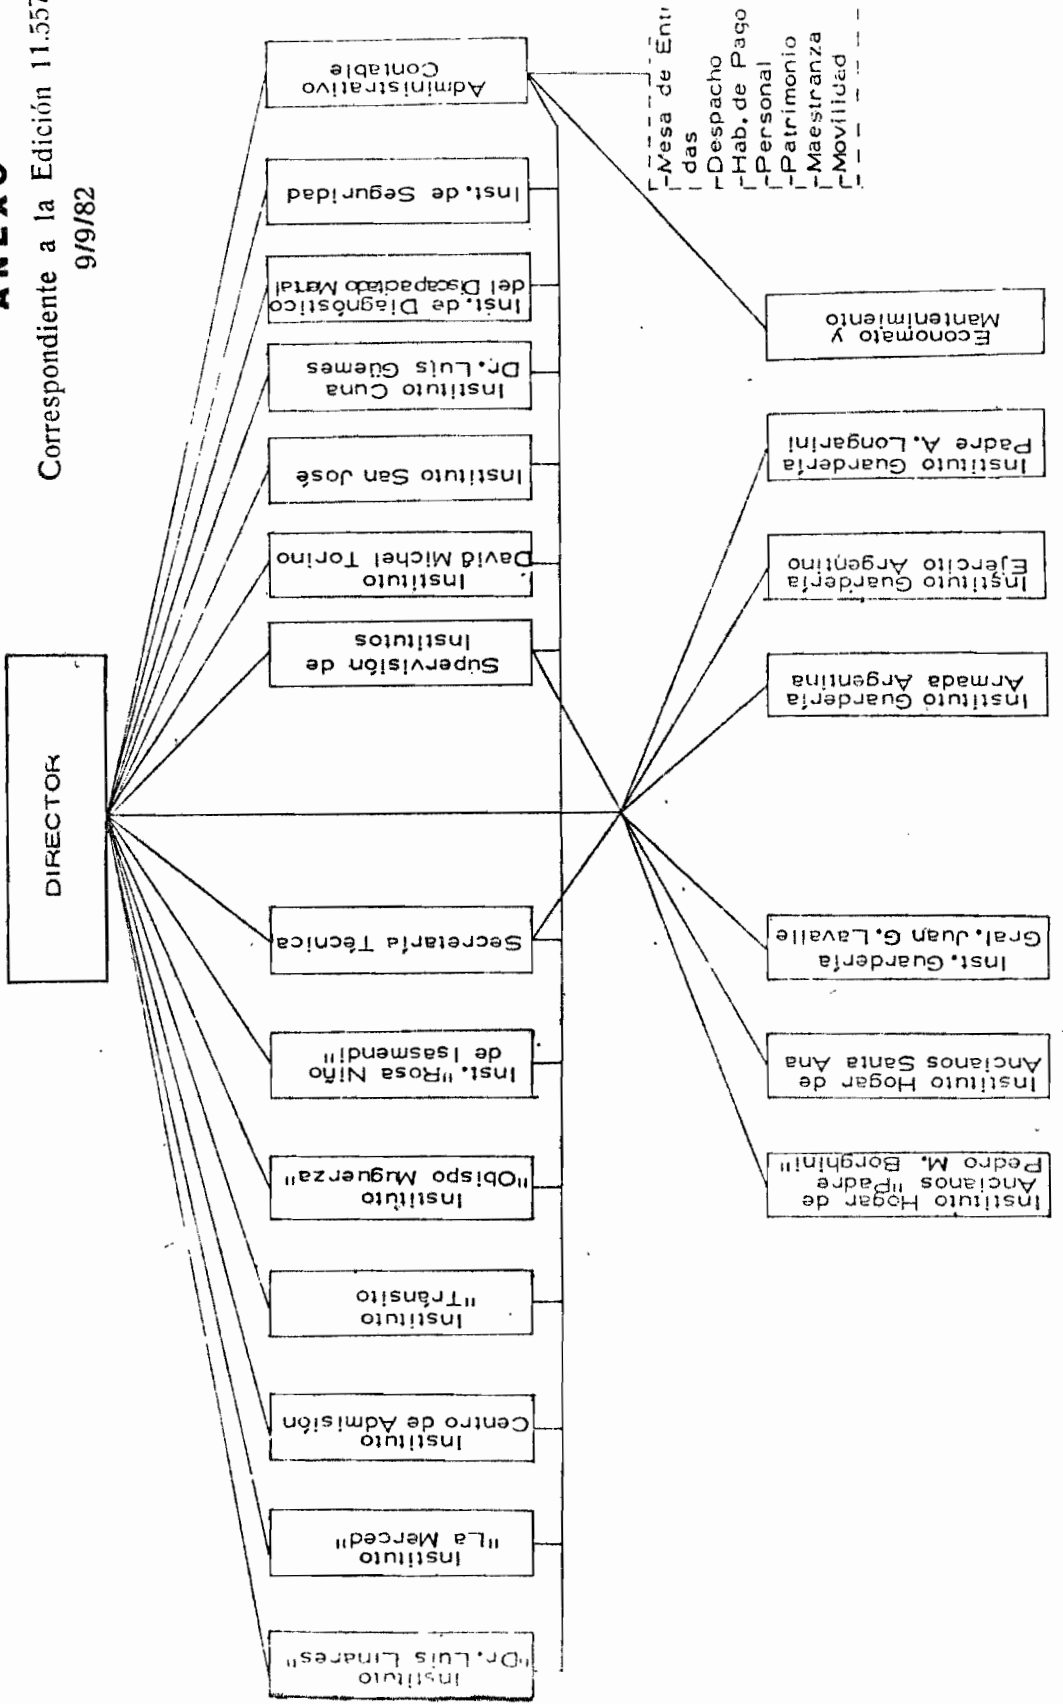 ANEXO
Correspondiente a la Edición 11.557
9/9/82
DIRECTOR
Administrativo
Contable
Inst. de Seguridad
Inst. de Diagnóstico
del Discapacitado Mental
Instituto Cuna
Dr. Luis Güemes
Instituto San José
Instituto
David Michel Torino
Supervisión de
Institutos
Secretaría Técnica
Inst. "Rosa Niño
de Isasmendi"
Instituto
"Obispo Muguerza"
Instituto
"Tránsito
Instituto
Centro de Admisión
Instituto
"La Merced"
Instituto
"Dr. Luis Linares"
-Mesa de Entr
das
-Despacho
-Hab. de Pago
-Personal
-Patrimonio
-Maestranza
-Movilidad
Economato y
Mantenimiento
Instituto Guardería
Padre A. Longarini
Instituto Guardería
Ejército Argentino
Instituto Guardería
Armada Argentina
Inst. Guardería
Gral. Juan G. Lavalle
Instituto Hogar de
Ancianos Santa Ana
Instituto Hogar de
Ancianos "Padre
Pedro M. Borghini"